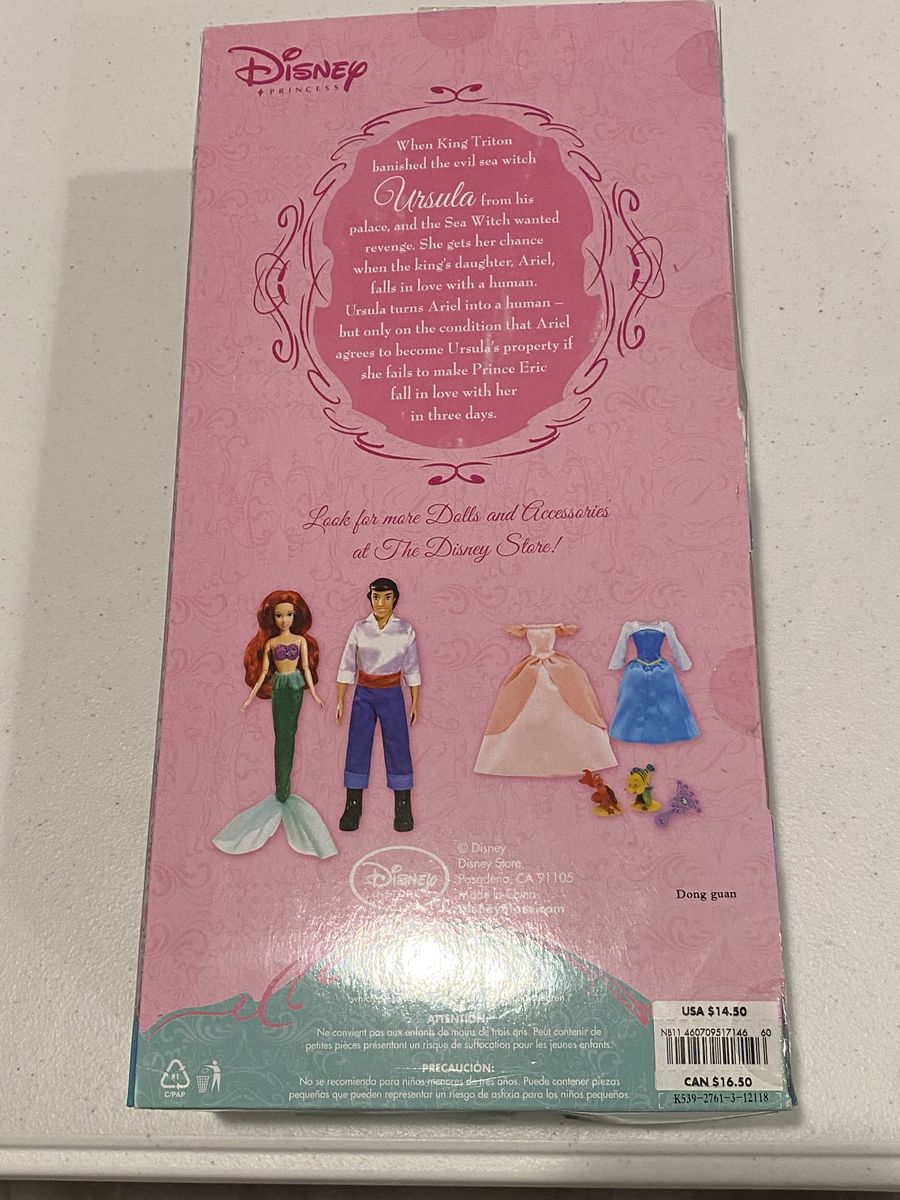 Disney
PRINCESS
When King Triton
banished the evil sea witch
Ursula from his
palace, and the Sea Witch wanted
revenge. She gets her chance
when the king's daughter, Ariel,
falls in love with a human.
Ursula turns Ariel into a human –
but only on the condition that Ariel
agrees to become Ursula's property if
she fails to make Prince Eric
fall in love with her
in three days.
Look for more Dolls and Accessories
at The Disney Store!
© Disney
Disney Store
Pasadena, CA 91105
Made in China
Disney
Dong guan
ATTENTION:
Ne convient pas aux enfants de moins de trois ans. Peut contenir de
petites pièces présentant un risque de suffocation pour les jeunes enfants.
PRECAUCIÓN:
No se recomienda para niños menores de tres años. Puede contener piezas
pequeñas que pueden representar un riesgo de asfixia para los niños pequeños.
81
C/PAP
USA $14.50
NB11 460709517146 60
CAN $16.50
K539-2761-3-12118